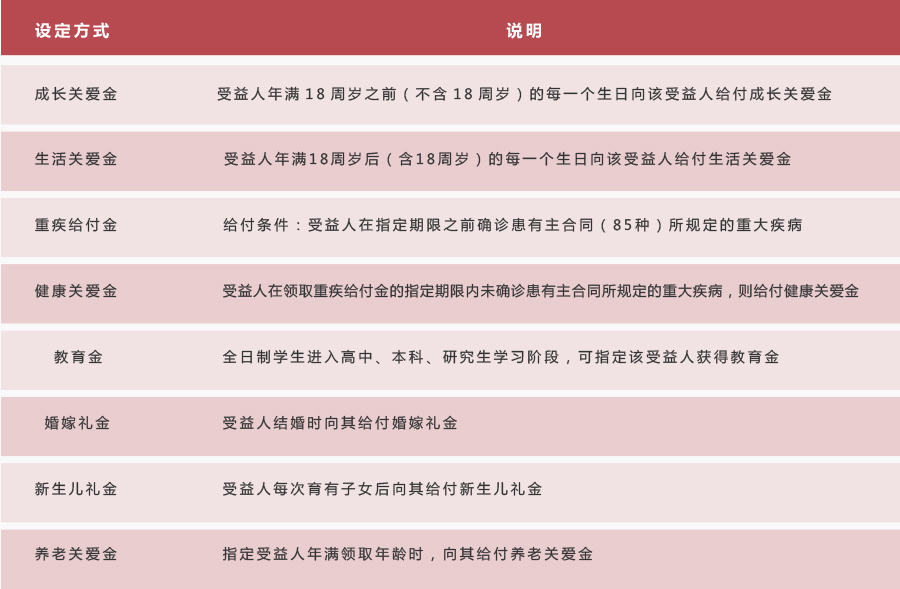 设定方式 说明
成长关爱金 受益人年满 18 周岁之前（不含 18 周岁）的每一个生日向该受益人给付成长关爱金
生活关爱金 受益人年满18周岁后（含18周岁）的每一个生日向该受益人给付生活关爱金
重疾给付金 给付条件：受益人在指定期限之前确诊患有主合同（85种）所规定的重大疾病
健康关爱金 受益人在领取重疾给付金的指定期限内未确诊患有主合同所规定的重大疾病，则给付健康关爱金
教育金 全日制学生进入高中、本科、研究生学习阶段，可指定该受益人获得教育金
婚嫁礼金 受益人结婚时向其给付婚嫁礼金
新生儿礼金 受益人每次育有子女后向其给付新生儿礼金
养老关爱金 指定受益人年满领取年龄时，向其给付养老关爱金